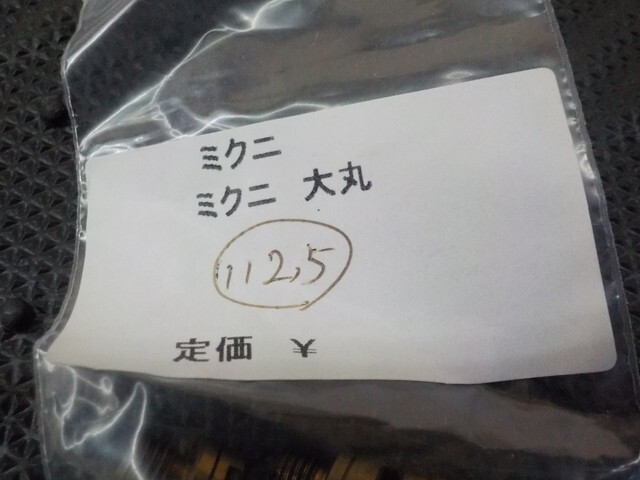 ミクニ
ミクニ 大丸
112.5
定価 ¥